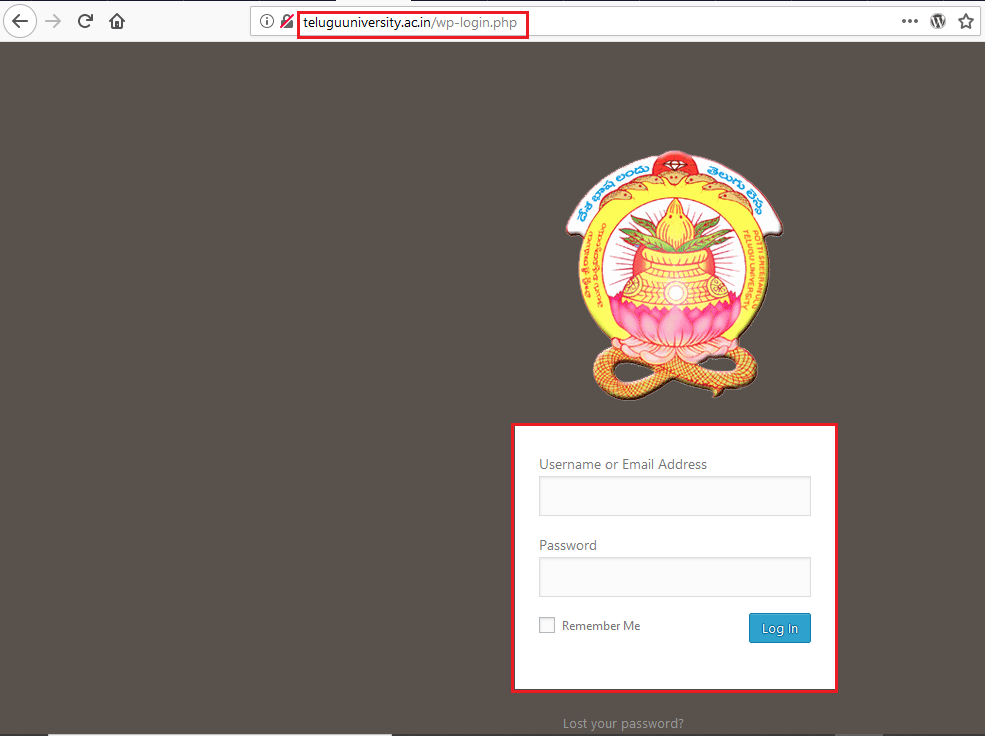 teluguuniversity.ac.in/wp-login.php
దేశ భాష లందు తెలుగు లెస్స
POTTI SREERAMULU
TELUGU UNIVERSITY
Username or Email Address
Password
Remember Me
Log In
Lost your password?